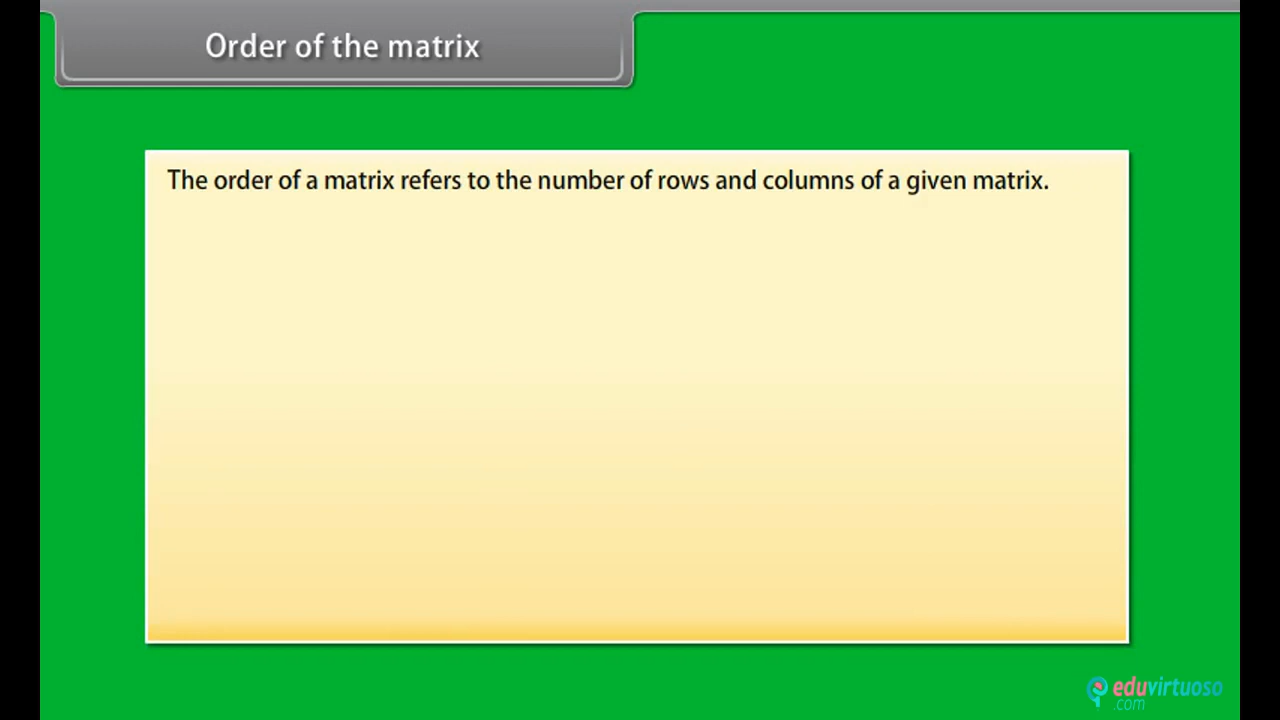 Order of the matrix
The order of a matrix refers to the number of rows and columns of a given matrix.
eduvirtuoso
.com